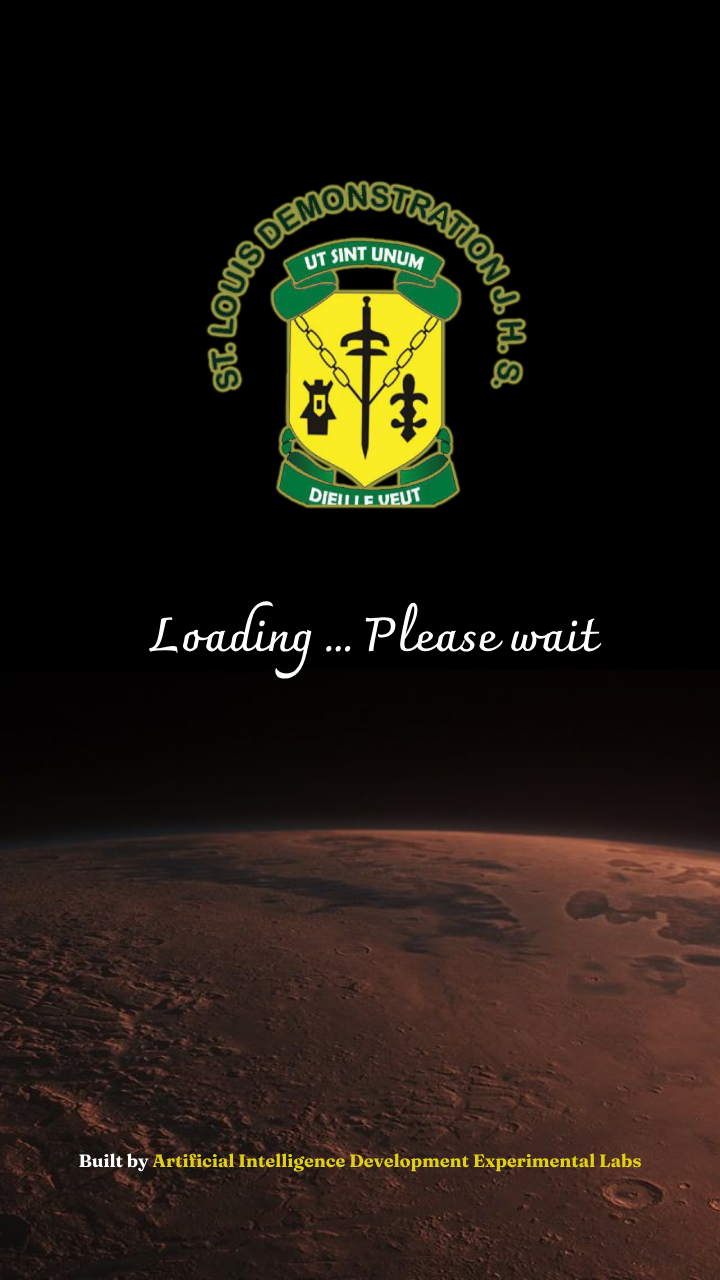 ST. LOUIS DEMONSTRATION J. H. S.
UT SINT UNUM
DIEU LE VEUT
Loading ... Please wait
Built by Artificial Intelligence Development Experimental Labs